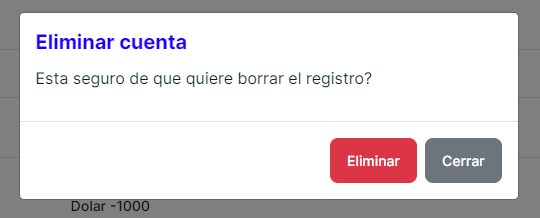 Eliminar cuenta
Esta seguro de que quiere borrar el registro?
Eliminar
Cerrar
Dolar -1000